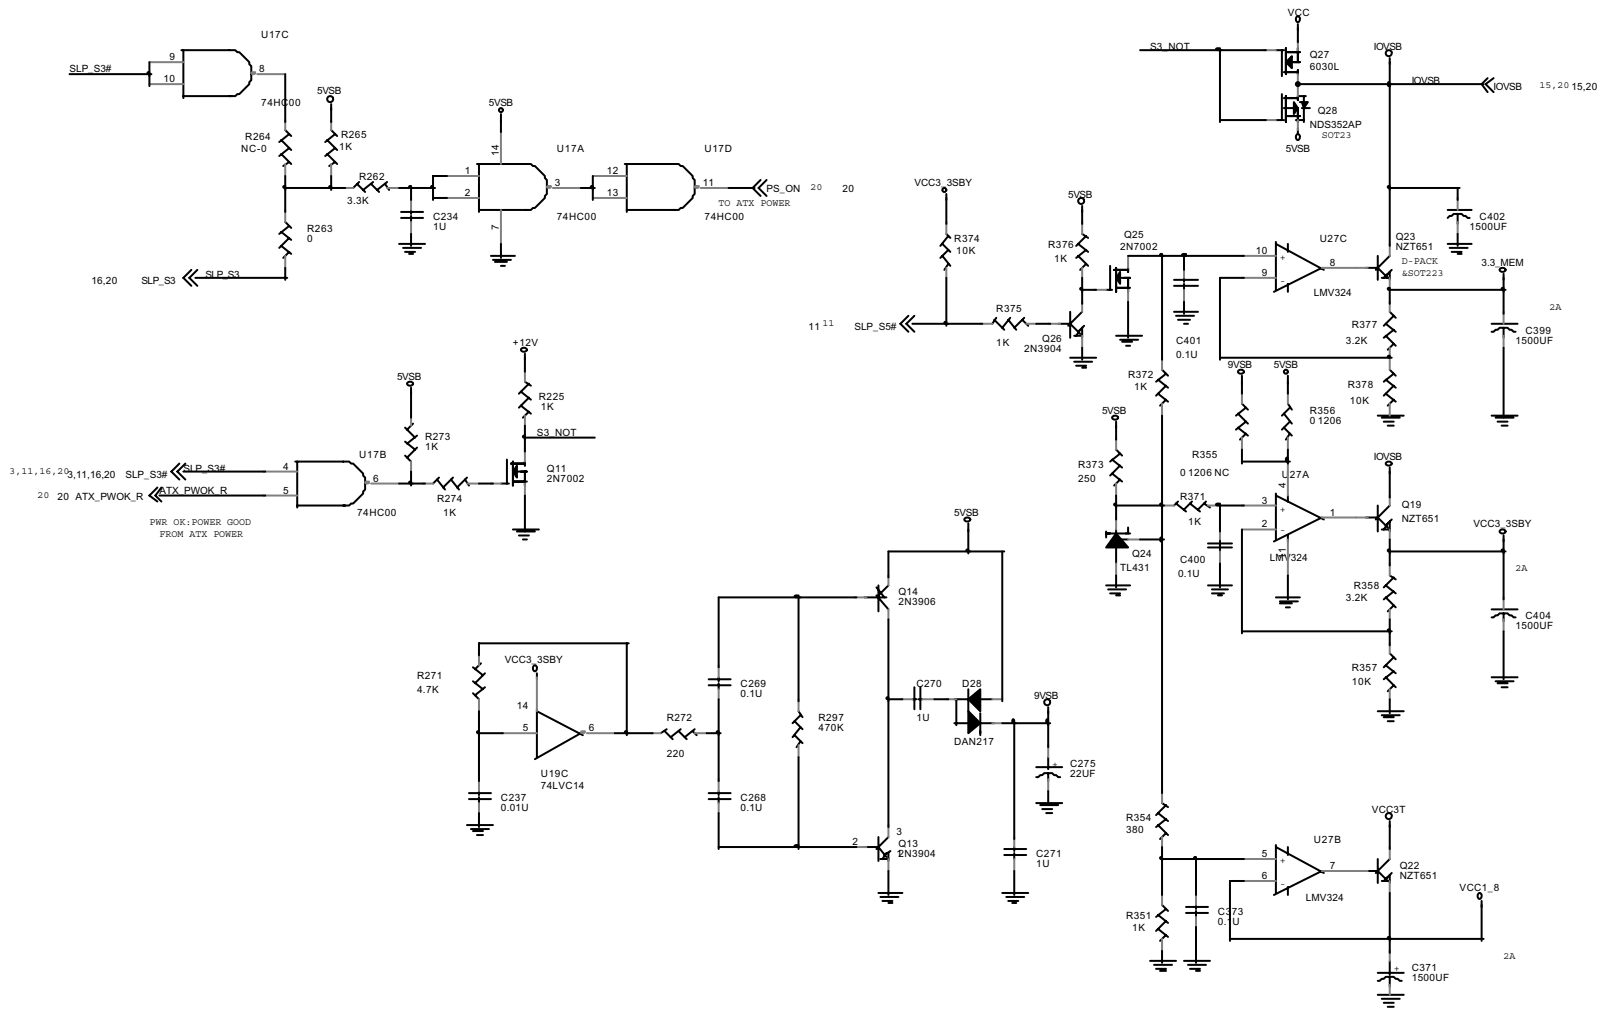 U17C
SLP_S3#
9
10
8
74HC00
5VSB
R264
NC-0
R265
1K
R262
3.3K
C234
1U
R263
0
16,20 SLP_S3
SLP_S3
5VSB
14
U17A
1
2
3
7
74HC00
U17D
12
13
11
74HC00
PS_ON 20 20
TO ATX POWER
+12V
5VSB
R225
1K
S3_NOT
R273
1K
U17B
3,11,16,20 3,11,16,20 SLP_S3#
SLP_S3#
4
5
6
20 20 ATX_PWOK_R
ATX_PWOK_R
74HC00
R274
1K
Q11
2N7002
PWR OK:POWER GOOD
FROM ATX POWER
R271
4.7K
VCC3_3SBY
14
5
6
U19C
74LVC14
C237
0.01U
R272
220
C269
0.1U
C268
0.1U
R297
470K
5VSB
Q14
2N3906
C270
1U
D28
DAN217
9VSB
C275
22UF
2
3
1
Q13
2N3904
C271
1U
VCC
S3_NOT
Q27
6030L
IOVSB
IOVSB
IOVSB 15,20 15,20
Q28
NDS352AP
SOT23
5VSB
VCC3_3SBY
R374
10K
5VSB
R376
1K
Q25
2N7002
11 11 SLP_S5#
R375
1K
Q26
2N3904
C401
0.1U
U27C
10
9
8
+
-
LMV324
Q23
NZT651
D-PACK
&SOT223
C402
1500UF
3.3_MEM
2A
R377
3.2K
C399
1500UF
R378
10K
R372
1K
9VSB
5VSB
R356
0 1206
R355
0 1206 NC
5VSB
R373
250
Q24
TL431
R371
1K
C400
0.1U
U27A
4
3
2
1
+
-
11
LMV324
IOVSB
Q19
NZT651
VCC3_3SBY
2A
R358
3.2K
C404
1500UF
R357
10K
R354
380
R351
1K
C373
0.1U
U27B
5
6
7
+
-
LMV324
VCC3T
Q22
NZT651
VCC1_8
2A
C371
1500UF